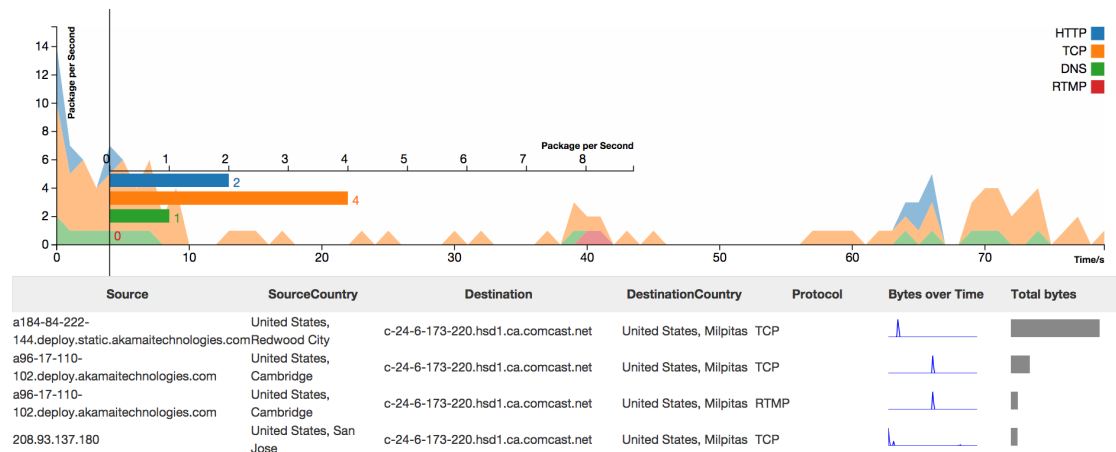 Package per Second
14
12
10
8
6
4
2
0
HTTP
TCP
DNS
RTMP
Package per Second
0 1 2 3 4 5 6 7 8
2
4
1
0
0 10 20 30 40 50 60 70
Time/s
Source SourceCountry Destination DestinationCountry Protocol Bytes over Time Total bytes
a184-84-222- United States,
144.deploy.static.akamaitechnologies.com Redwood City c-24-6-173-220.hsd1.ca.comcast.net United States, Milpitas TCP
a96-17-110- United States,
102.deploy.akamaitechnologies.com Cambridge c-24-6-173-220.hsd1.ca.comcast.net United States, Milpitas TCP
a96-17-110- United States,
102.deploy.akamaitechnologies.com Cambridge c-24-6-173-220.hsd1.ca.comcast.net United States, Milpitas RTMP
208.93.137.180 United States, San Jose c-24-6-173-220.hsd1.ca.comcast.net United States, Milpitas TCP